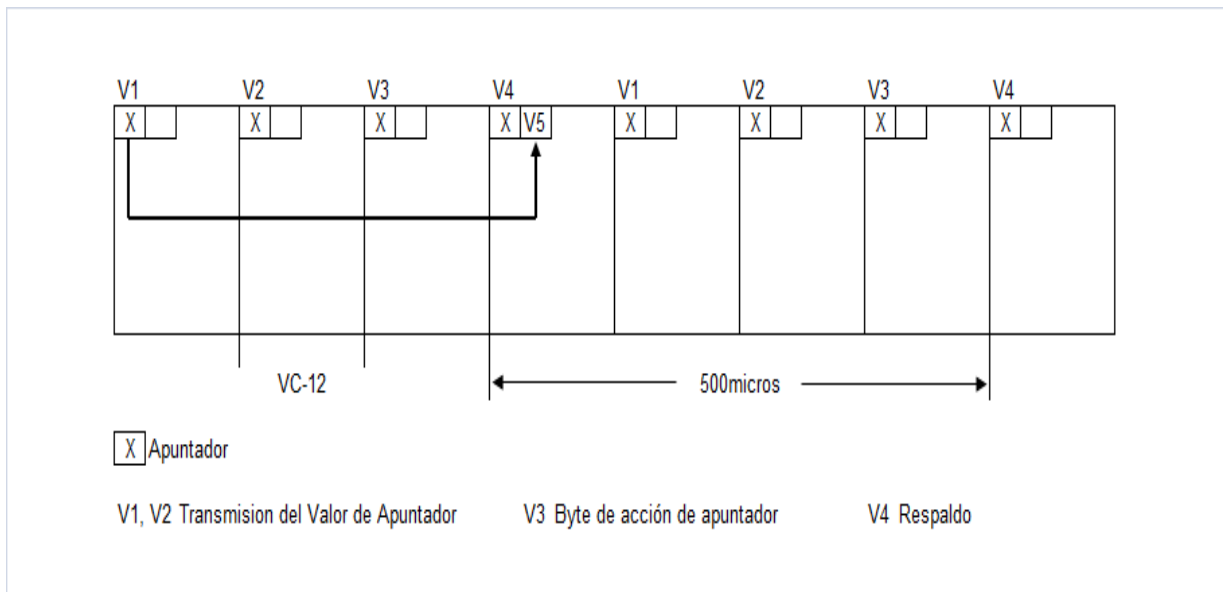 V1 V2 V3 V4 V1 V2 V3 V4
X X X X V5 X X X X
VC-12 500micros
X Apuntador
V1, V2 Transmision del Valor de Apuntador V3 Byte de acción de apuntador V4 Respaldo